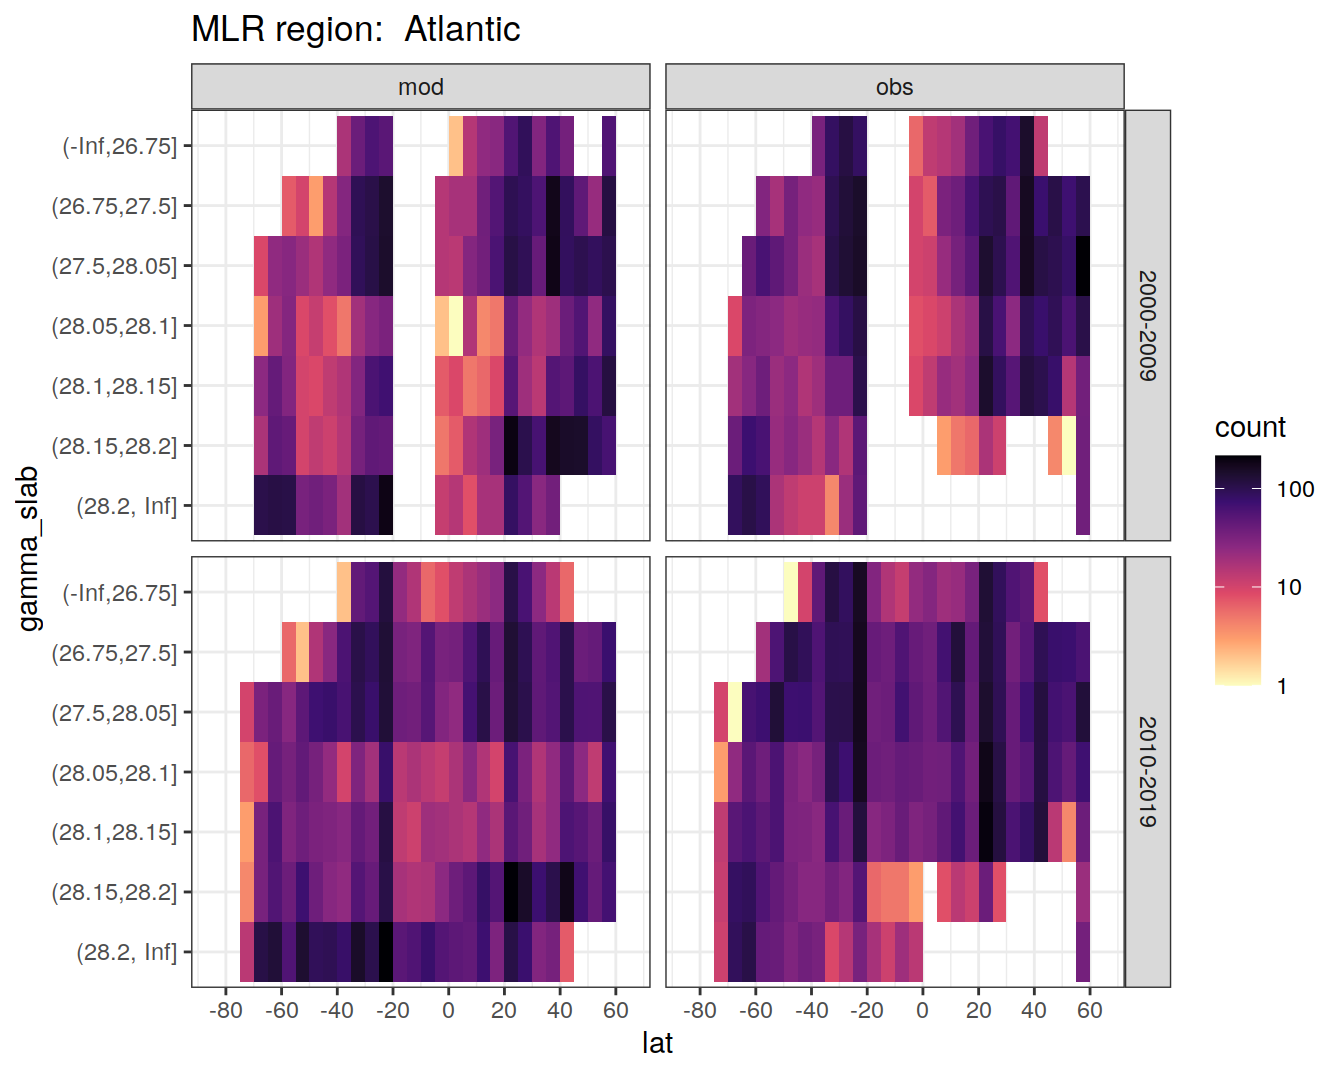 MLR region:  Atlantic
mod
obs
(-Inf,26.75]
(26.75,27.5]
(27.5,28.05]
(28.05,28.1]
(28.1,28.15]
(28.15,28.2]
(28.2, Inf]
2000-2009
(-Inf,26.75]
(26.75,27.5]
(27.5,28.05]
(28.05,28.1]
(28.1,28.15]
(28.15,28.2]
(28.2, Inf]
2010-2019
gamma_slab
-80 -60 -40 -20 0 20 40 60
-80 -60 -40 -20 0 20 40 60
lat
count
100
10
1